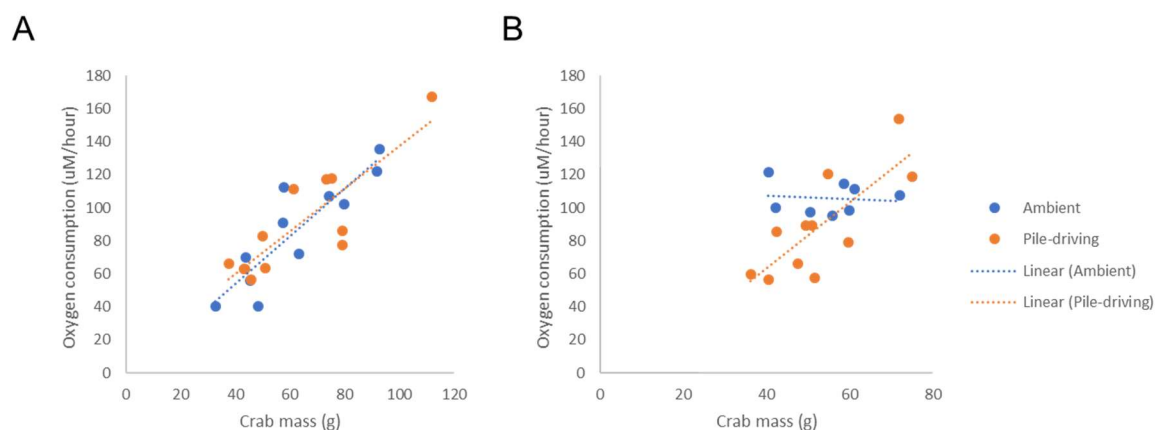 A
B
180
160
140
120
100
80
60
40
20
0
Oxygen consumption (uM/hour)
0 20 40 60 80 100 120
Crab mass (g)
180
160
140
120
100
80
60
40
20
0
Oxygen consumption (uM/hour)
0 20 40 60 80
Crab mass (g)
Ambient
Pile-driving
Linear (Ambient)
Linear (Pile-driving)